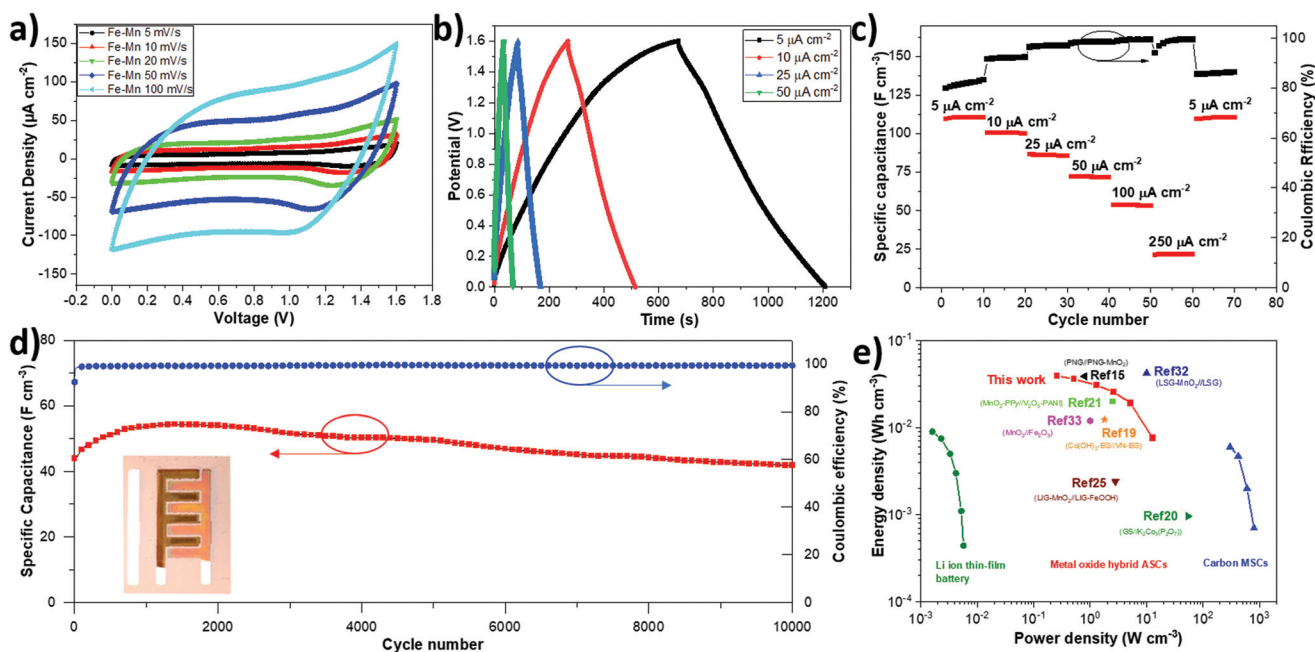 a)
Fe-Mn 5 mV/s
Fe-Mn 10 mV/s
Fe-Mn 20 mV/s
Fe-Mn 50 mV/s
Fe-Mn 100 mV/s
150
100
50
0
-50
-100
-150
Current Density (µA cm⁻²)
-0.2 0.0 0.2 0.4 0.6 0.8 1.0 1.2 1.4 1.6 1.8
Voltage (V)
b)
5 µA cm⁻²
10 µA cm⁻²
25 µA cm⁻²
50 µA cm⁻²
1.6
1.4
1.2
1.0
0.8
0.6
0.4
0.2
0.0
Potential (V)
0 200 400 600 800 1000 1200
Time (s)
c)
150
125
100
75
50
25
0
Specific capacitance (F cm⁻³)
5 µA cm⁻²
10 µA cm⁻²
25 µA cm⁻²
50 µA cm⁻²
100 µA cm⁻²
250 µA cm⁻²
5 µA cm⁻²
100
80
60
40
20
0
Coulomic Rffiency (%)
0 10 20 30 40 50 60 70 80
Cycle number
d)
80
60
40
20
0
Specific Capacitance (F cm⁻³)
100
80
60
40
20
0
Coulombic efficiency (%)
0 2000 4000 6000 8000 10000
Cycle number
e)
10⁻¹
10⁻²
10⁻³
10⁻⁴
Energy density (Wh cm⁻³)
(PNG//PNG-MnO₂)
Ref15
Ref32
(LSG-MnO₂//LSG)
This work
Ref21
(MnO₂-PPy//V₂O₅-PANI)
Ref33
(MnO₂//Fe₂O₃)
Ref19
(Co(OH)₂-EG//VN-EG)
Ref25
(LIG-MnO₂//LIG-FeOOH)
Ref20
Li ion thin-film
battery
Metal oxide hybrid ASCs
Carbon MSCs
10⁻³ 10⁻² 10⁻¹ 10⁰ 10¹ 10² 10³
Power density (W cm⁻³)